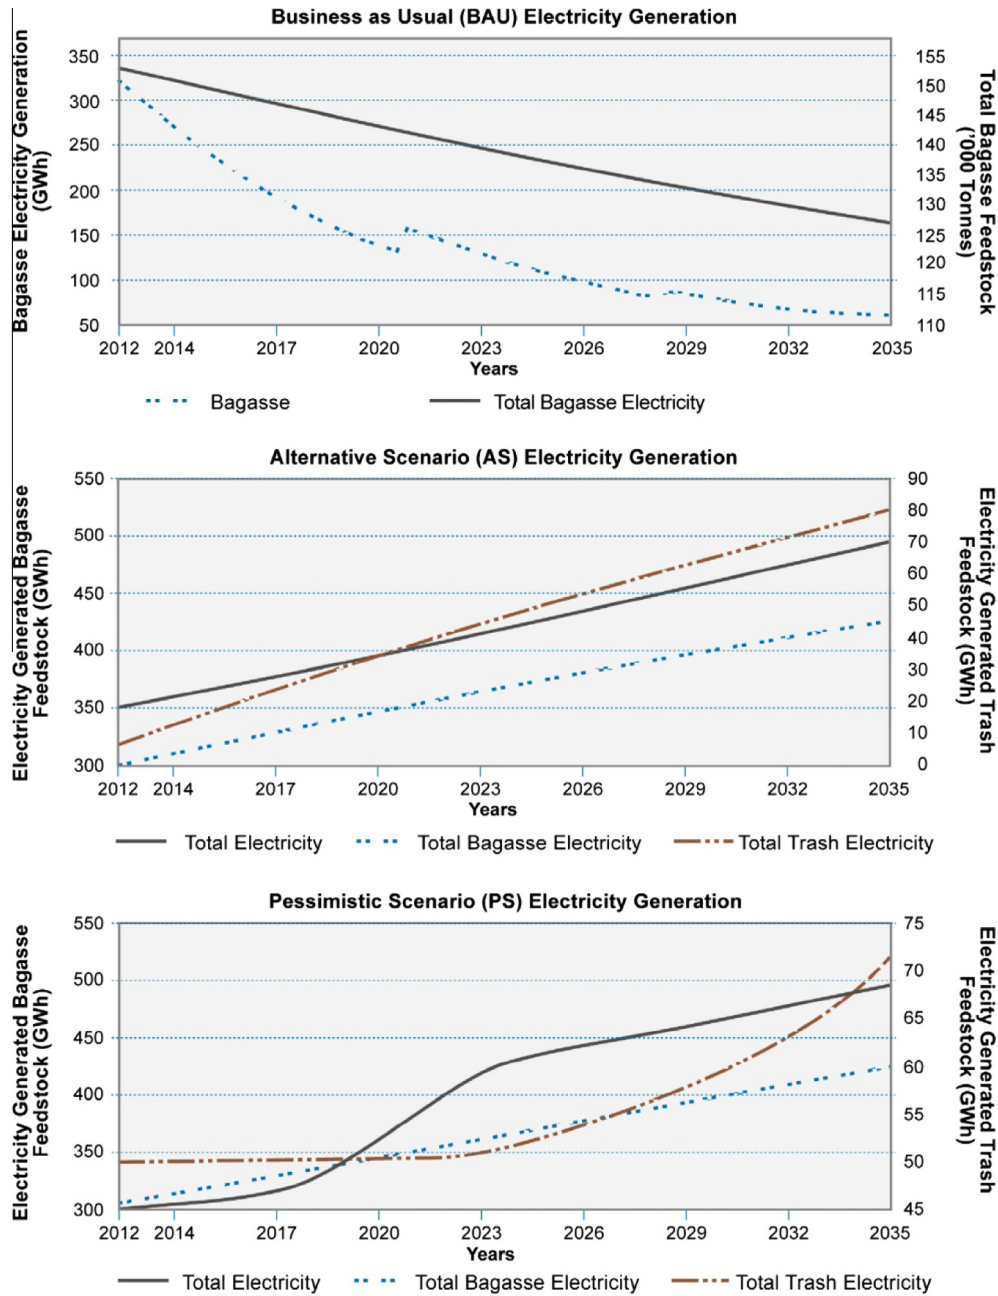 Business as Usual (BAU) Electricity Generation
Bagasse Electricity Generation
(GWh)
350
300
250
200
150
100
50
155
150
145
140
135
130
125
120
115
110
Total Bagasse Feedstock
('000 Tonnes)
2012 2014 2017 2020 2023 2026 2029 2032 2035
Years
Bagasse Total Bagasse Electricity
Alternative Scenario (AS) Electricity Generation
Electricity Generated Bagasse
Feedstock (GWh)
550
500
450
400
350
300
90
80
70
60
50
40
30
20
10
0
Electricity Generated Trash
Feedstock (GWh)
2012 2014 2017 2020 2023 2026 2029 2032 2035
Years
Total Electricity Total Bagasse Electricity Total Trash Electricity
Pessimistic Scenario (PS) Electricity Generation
Electricity Generated Bagasse
Feedstock (GWh)
550
500
450
400
350
300
75
70
65
60
55
50
45
Electricity Generated Trash
Feedstock (GWh)
2012 2014 2017 2020 2023 2026 2029 2032 2035
Years
Total Electricity Total Bagasse Electricity Total Trash Electricity